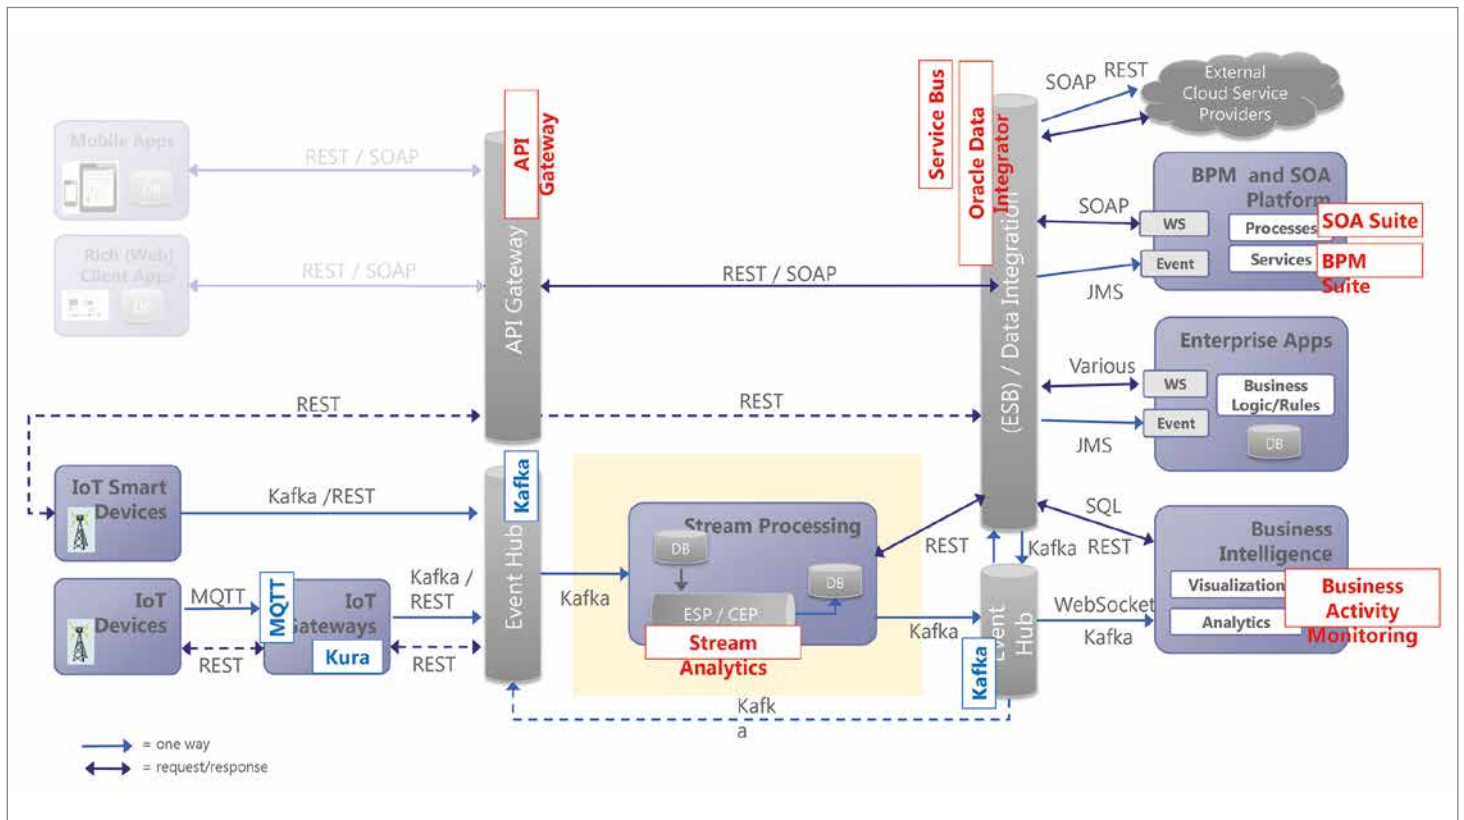 Mobile Apps
DB
REST / SOAP
Rich (Web)
Client Apps
DB
REST / SOAP
API
Gateway
API Gateway
REST / SOAP
Service Bus
Oracle Data
Integrator
(ESB) / Data Integration
SOAP
REST
External
Cloud Service
Providers
BPM and SOA
Platform
SOAP
WS
Processes
SOA Suite
Event
Services
BPM
Suite
JMS
Enterprise Apps
Various
WS
Business
Logic/Rules
Event
DB
JMS
REST
REST
IoT Smart
Devices
Kafka /REST
Kafka
Event Hub
IoT
Devices
MQTT
REST
MQTT
IoT
Gateways
Kura
Kafka /
REST
REST
Kafka
Stream Processing
DB
DB
ESP / CEP
Stream
Analytics
REST
Kafka
Kafka
Event
Hub
Kafka
SQL
REST
Business
Intelligence
Visualization
Analytics
Business
Activity
Monitoring
WebSocket
Kafka
Kafk
a
= one way
= request/response